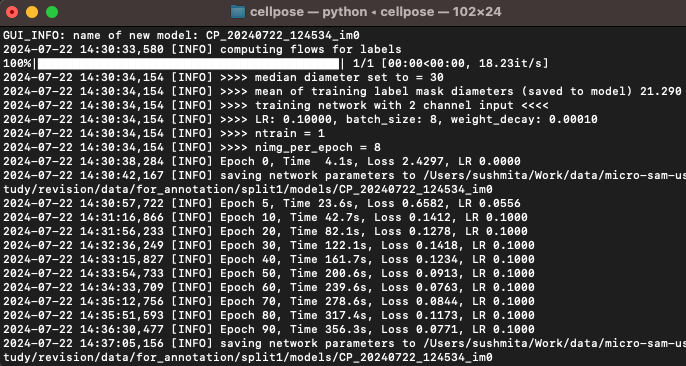 cellpose — python ◂ cellpose — 102×24
GUI_INFO: name of new model: CP_20240722_124534_im0
2024-07-22 14:30:33,580 [INFO] computing flows for labels
100%|████████████████████████████████████████████| 1/1 [00:00<00:00, 18.23it/s]
2024-07-22 14:30:34,154 [INFO] >>>> median diameter set to = 30
2024-07-22 14:30:34,154 [INFO] >>>> mean of training label mask diameters (saved to model) 21.290
2024-07-22 14:30:34,154 [INFO] >>>> training network with 2 channel input <<<<
2024-07-22 14:30:34,154 [INFO] >>>> LR: 0.10000, batch_size: 8, weight_decay: 0.00010
2024-07-22 14:30:34,154 [INFO] >>>> ntrain = 1
2024-07-22 14:30:34,154 [INFO] >>>> nimg_per_epoch = 8
2024-07-22 14:30:38,284 [INFO] Epoch 0, Time  4.1s, Loss 2.4297, LR 0.0000
2024-07-22 14:30:42,167 [INFO] saving network parameters to /Users/sushmita/Work/data/micro-sam-us
tudy/revision/data/for_annotation/split1/models/CP_20240722_124534_im0
2024-07-22 14:30:57,722 [INFO] Epoch 5, Time 23.6s, Loss 0.6582, LR 0.0556
2024-07-22 14:31:16,866 [INFO] Epoch 10, Time 42.7s, Loss 0.1412, LR 0.1000
2024-07-22 14:31:56,233 [INFO] Epoch 20, Time 82.1s, Loss 0.1278, LR 0.1000
2024-07-22 14:32:36,249 [INFO] Epoch 30, Time 122.1s, Loss 0.1418, LR 0.1000
2024-07-22 14:33:15,827 [INFO] Epoch 40, Time 161.7s, Loss 0.1234, LR 0.1000
2024-07-22 14:33:54,733 [INFO] Epoch 50, Time 200.6s, Loss 0.0913, LR 0.1000
2024-07-22 14:34:33,709 [INFO] Epoch 60, Time 239.6s, Loss 0.0763, LR 0.1000
2024-07-22 14:35:12,756 [INFO] Epoch 70, Time 278.6s, Loss 0.0844, LR 0.1000
2024-07-22 14:35:51,593 [INFO] Epoch 80, Time 317.4s, Loss 0.1173, LR 0.1000
2024-07-22 14:36:30,477 [INFO] Epoch 90, Time 356.3s, Loss 0.0771, LR 0.1000
2024-07-22 14:37:05,156 [INFO] saving network parameters to /Users/sushmita/Work/data/micro-sam-us
tudy/revision/data/for_annotation/split1/models/CP_20240722_124534_im0